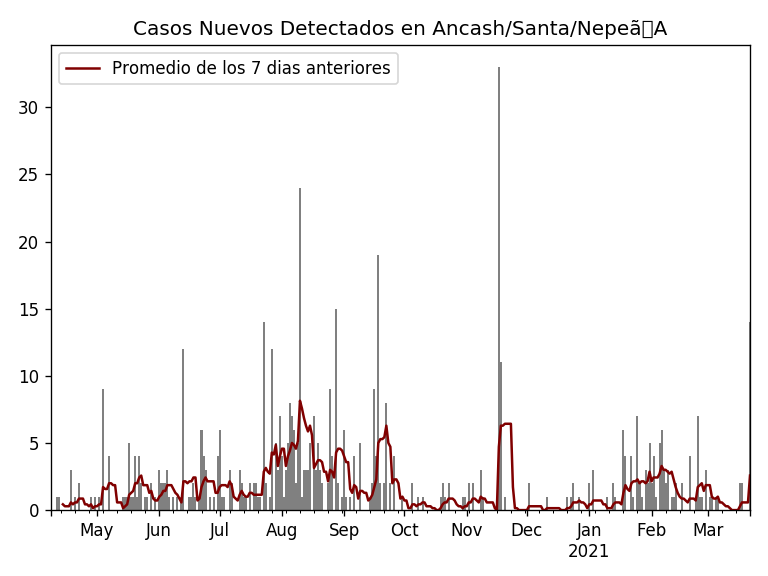 Casos Nuevos Detectados en Ancash/Santa/Nepeã□A
Promedio de los 7 dias anteriores
30
25
20
15
10
5
0
May Jun Jul Aug Sep Oct Nov Dec Jan Feb Mar
2021